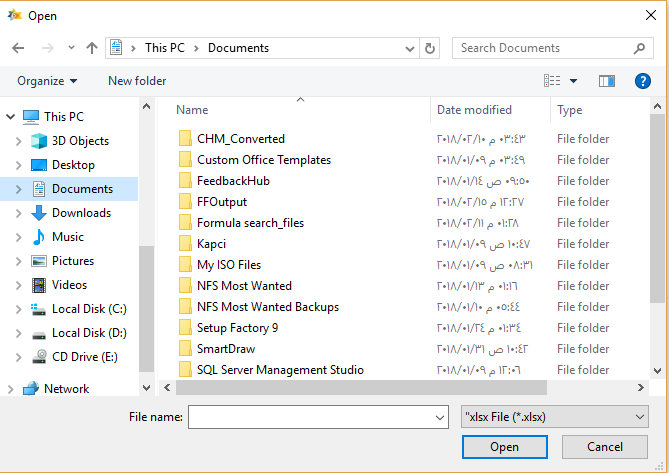 Open
This PC > Documents
Search Documents
Organize
New folder
Name
Date modified
Type
This PC
3D Objects
Desktop
Documents
Downloads
Music
Pictures
Videos
Local Disk (C:)
Local Disk (D:)
CD Drive (E:)
Network
CHM_Converted ٢٠١٨/٠٢/١٠ ٠٣:٤٣ م File folder
Custom Office Templates ٢٠١٨/٠١/٠٩ ٠٣:٤٩ م File folder
FeedbackHub ٢٠١٨/٠١/١٤ ٠٩:٥٠ ص File folder
FFOutput ٢٠١٨/٠٢/١٥ ١٢:٢٧ م File folder
Formula search_files ٢٠١٨/٠٢/١١ ٠١:٢٨ م File folder
Kapci ٢٠١٨/٠١/٠٩ ١٠:٤٧ ص File folder
My ISO Files ٢٠١٨/٠١/٠٩ ٠٨:٣١ ص File folder
NFS Most Wanted ٢٠١٨/٠١/١٣ ٠١:١٦ م File folder
NFS Most Wanted Backups ٢٠١٨/٠١/١٠ ٠٥:٤٤ م File folder
Setup Factory 9 ٢٠١٨/٠١/٢٤ ٠١:٣٤ م File folder
SmartDraw ٢٠١٨/٠١/٣١ ١٠:٤٢ ص File folder
SQL Server Management Studio ٢٠١٨/٠١/٠٩ ١٢:٠٦ م File folder
File name:
"xlsx File (*.xlsx)
Open
Cancel